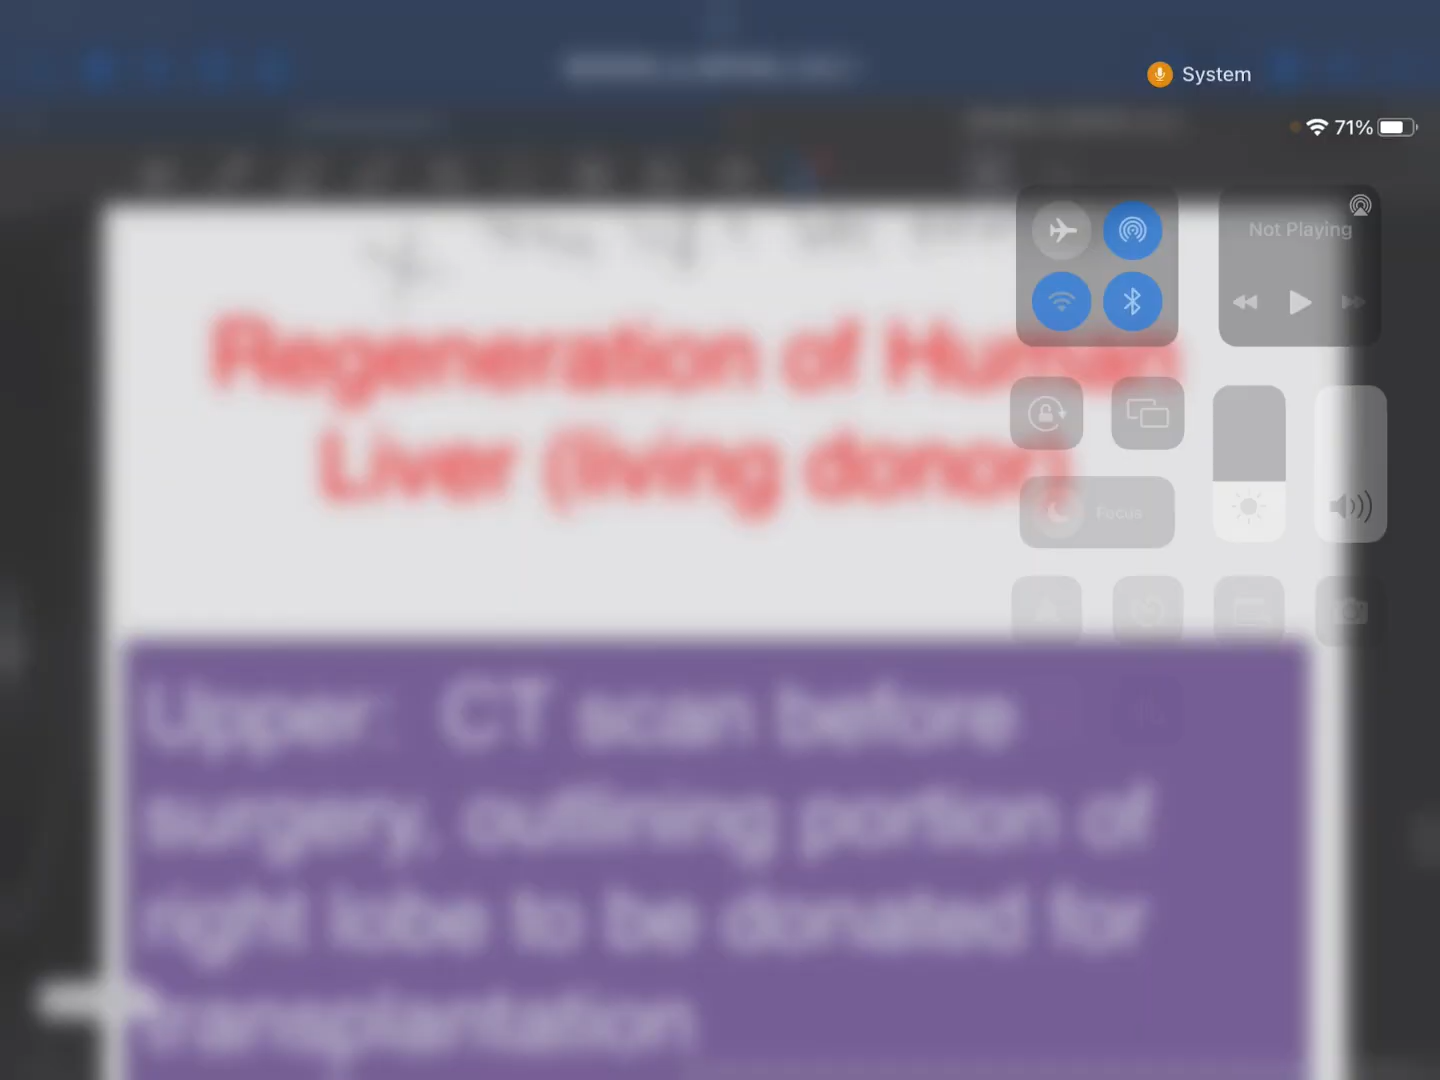 System
71%
Not Playing
Regeneration of Human
Liver (living donor)
Focus
Upper: CT scan before
surgery, outlining portion of
right lobe to be donated for
transplantation